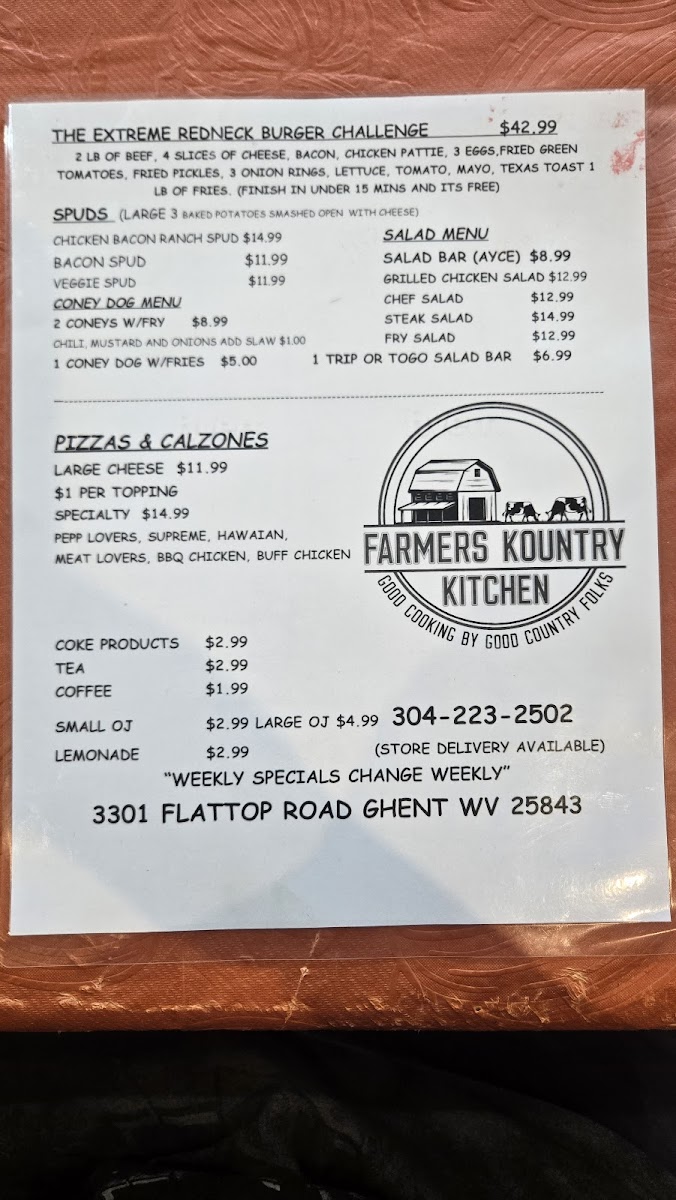 THE EXTREME REDNECK BURGER CHALLENGE $42.99
2 LB OF BEEF, 4 SLICES OF CHEESE, BACON, CHICKEN PATTIE, 3 EGGS,FRIED GREEN
TOMATOES, FRIED PICKLES, 3 ONION RINGS, LETTUCE, TOMATO, MAYO, TEXAS TOAST 1
LB OF FRIES. (FINISH IN UNDER 15 MINS AND ITS FREE)
SPUDS (LARGE 3 BAKED POTATOES SMASHED OPEN WITH CHEESE)
CHICKEN BACON RANCH SPUD $14.99
BACON SPUD $11.99
VEGGIE SPUD $11.99
CONEY DOG MENU
2 CONEYS W/FRY $8.99
CHILI, MUSTARD AND ONIONS ADD SLAW $1.00
1 CONEY DOG W/FRIES $5.00
SALAD MENU
SALAD BAR (AYCE) $8.99
GRILLED CHICKEN SALAD $12.99
CHEF SALAD $12.99
STEAK SALAD $14.99
FRY SALAD $12.99
1 TRIP OR TOGO SALAD BAR $6.99
PIZZAS & CALZONES
LARGE CHEESE $11.99
$1 PER TOPPING
SPECIALTY $14.99
PEPP LOVERS, SUPREME, HAWAIAN,
MEAT LOVERS, BBQ CHICKEN, BUFF CHICKEN
FARMERS KOUNTRY
KITCHEN
GOOD COOKING BY GOOD COUNTRY FOLKS
COKE PRODUCTS $2.99
TEA $2.99
COFFEE $1.99
SMALL OJ $2.99 LARGE OJ $4.99 304-223-2502
LEMONADE $2.99 (STORE DELIVERY AVAILABLE)
"WEEKLY SPECIALS CHANGE WEEKLY"
3301 FLATTOP ROAD GHENT WV 25843